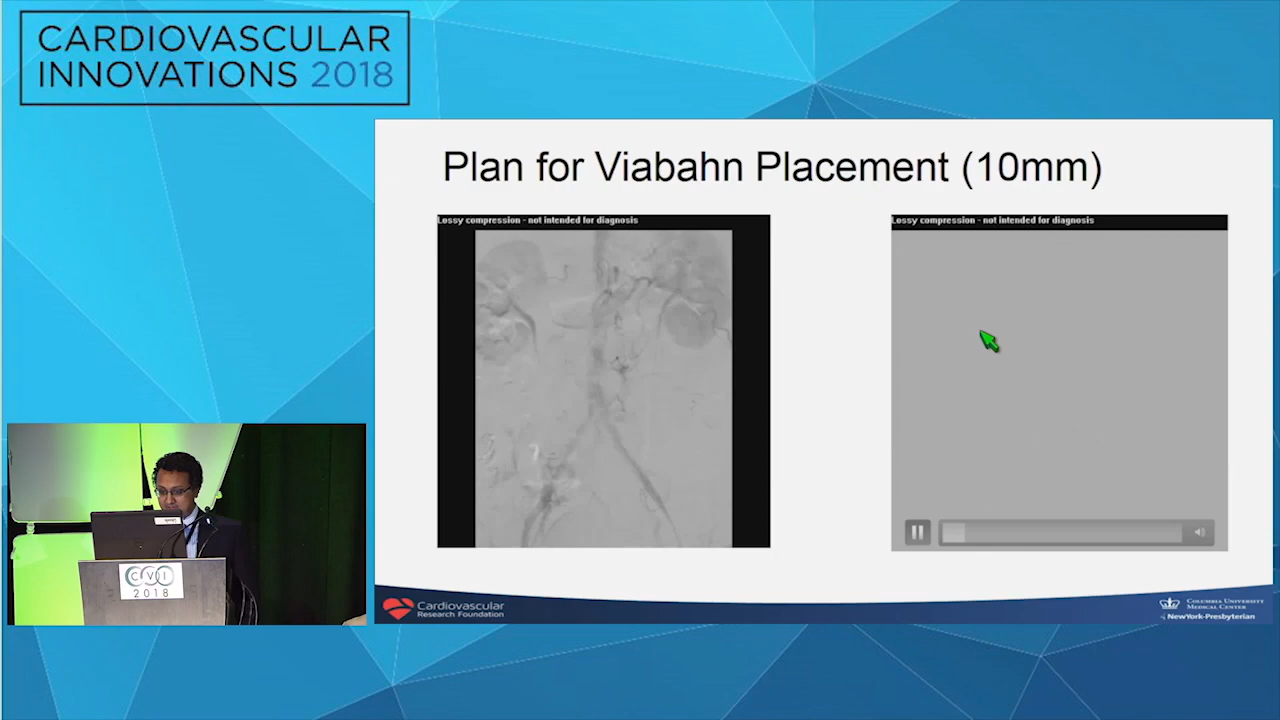 CARDIOVASCULAR
INNOVATIONS 2018
Plan for Viabahn Placement (10mm)
Lossy compression - not intended for diagnosis
Lossy compression - not intended for diagnosis
CVI
2018
Cardiovascular
Research Foundation
COLUMBIA UNIVERSITY
MEDICAL CENTER
NewYork-Presbyterian